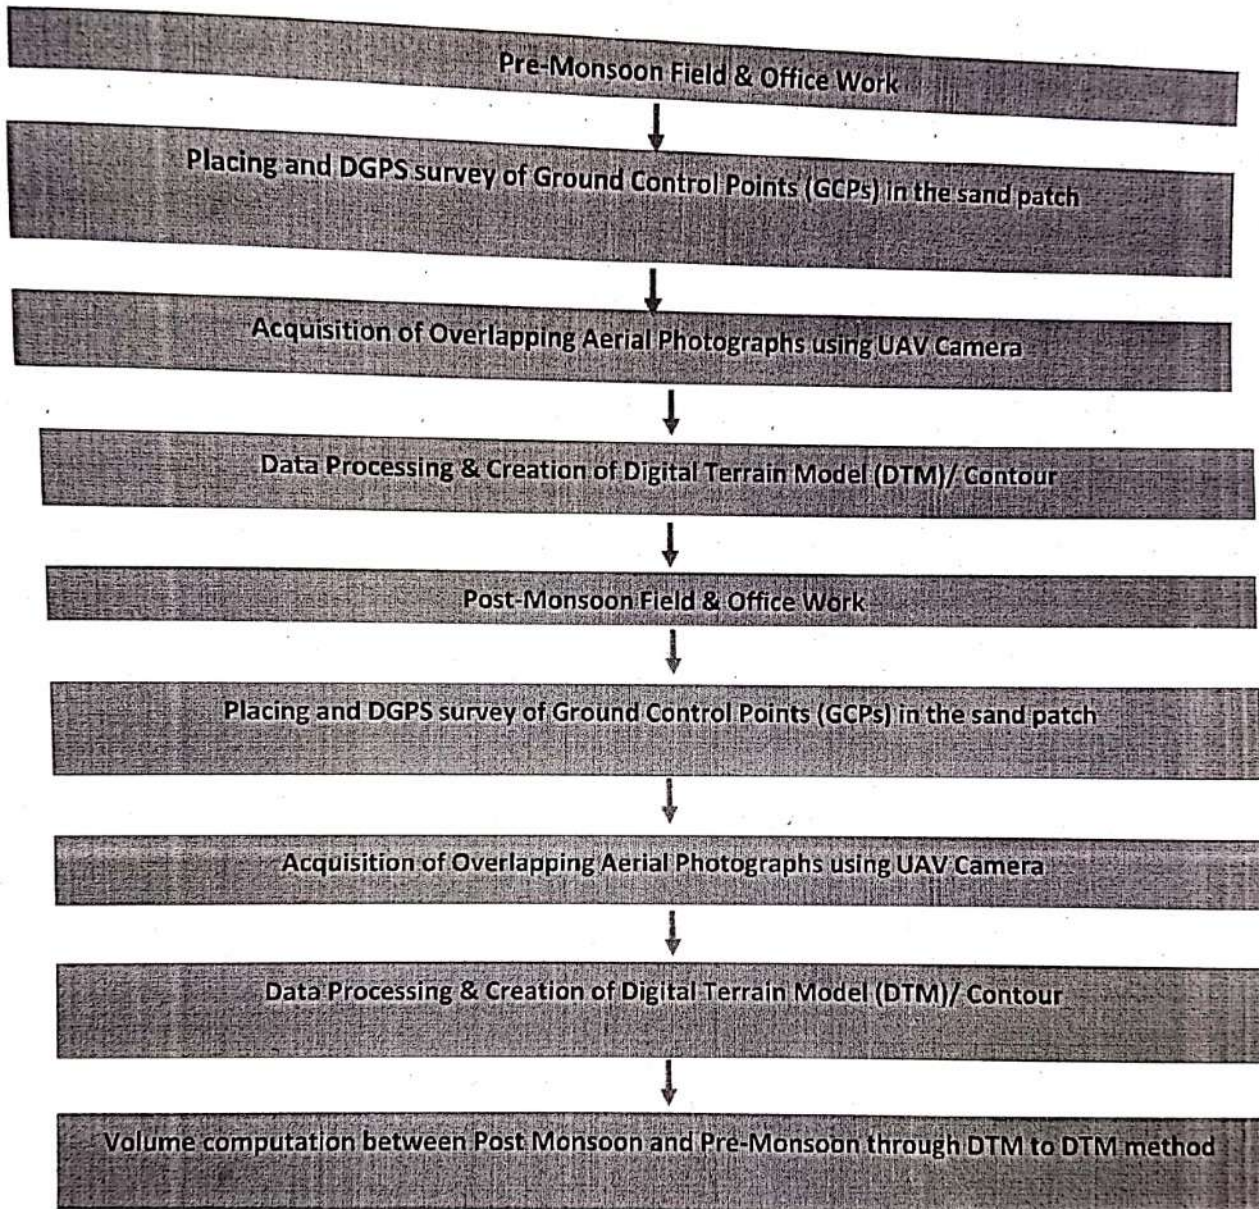 Pre-Monsoon Field & Office Work
Placing and DGPS survey of Ground Control Points (GCPs) in the sand patch
Acquisition of Overlapping Aerial Photographs using UAV Camera
Data Processing & Creation of Digital Terrain Model (DTM)/ Contour
Post-Monsoon Field & Office Work
Placing and DGPS survey of Ground Control Points (GCPs) in the sand patch
Acquisition of Overlapping Aerial Photographs using UAV Camera
Data Processing & Creation of Digital Terrain Model (DTM)/ Contour
Volume computation between Post Monsoon and Pre-Monsoon through DTM to DTM method